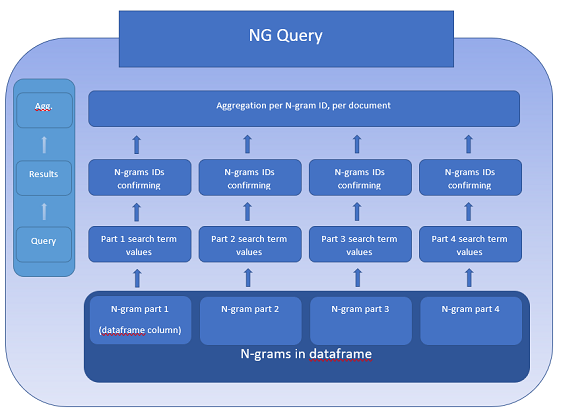 NG Query
Agg.
Aggregation per N-gram ID, per document
Results
N-grams IDs
confirming
N-grams IDs
confirming
N-grams IDs
confirming
N-grams IDs
confirming
Query
Part 1 search term
values
Part 2 search term
values
Part 3 search term
values
Part 4 search term
values
N-gram part 1
(dataframe column)
N-gram part 2
N-gram part 3
N-gram part 4
N-grams in dataframe